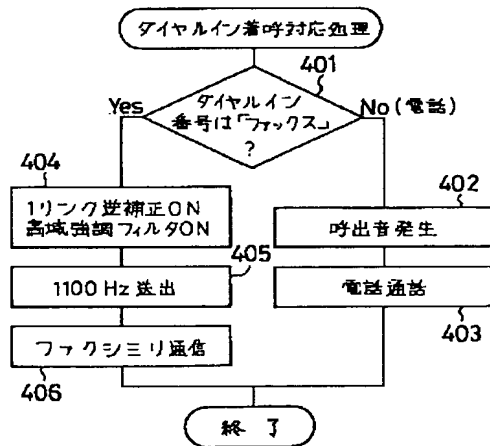 ダイヤルイン着呼対応処理
401
Yes
ダイヤルイン
番号は「ファックス」
?
No (電話)
404
1リンク逆補正ON
高域強調フィルタON
402
呼出音発生
405
1100 Hz 送出
電話通話
403
ファクシミリ通信
406
終了